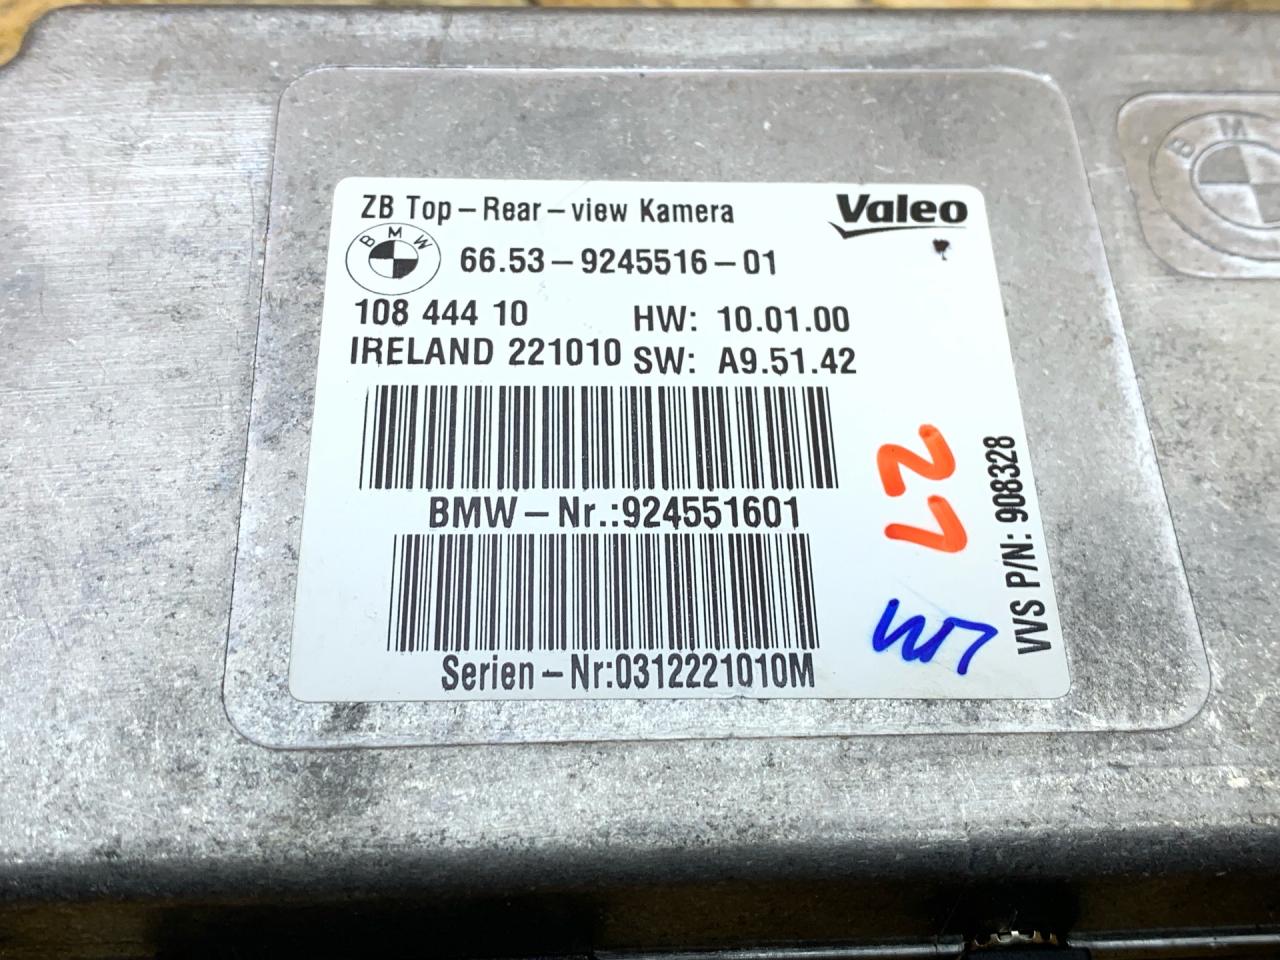 ZB Top-Rear-view Kamera
Valeo
BMW
66.53-9245516-01
108 444 10
HW: 10.01.00
IRELAND 221010
SW: A9.51.42
BMW-Nr.:924551601
Serien-Nr:0312221010M
VVS P/N: 908328
27
BM